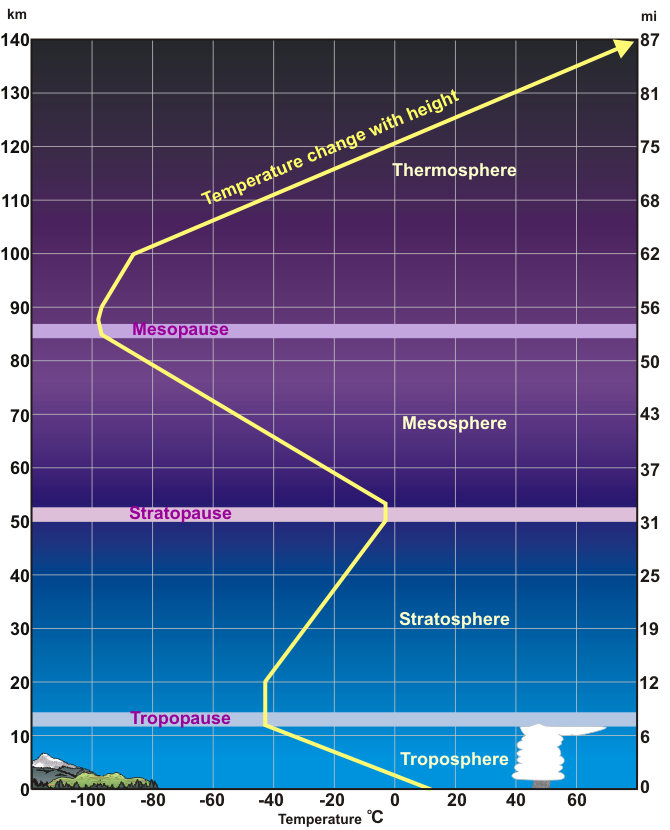 km
mi
140
87
130
81
Temperature change with height
120
75
Thermosphere
110
68
100
62
90
56
Mesopause
80
50
70
43
Mesosphere
60
37
Stratopause
50
31
40
25
Stratosphere
30
19
20
12
Tropopause
10
6
Troposphere
0
0
-100 -80 -60 -40 -20 0 20 40 60
Temperature °C